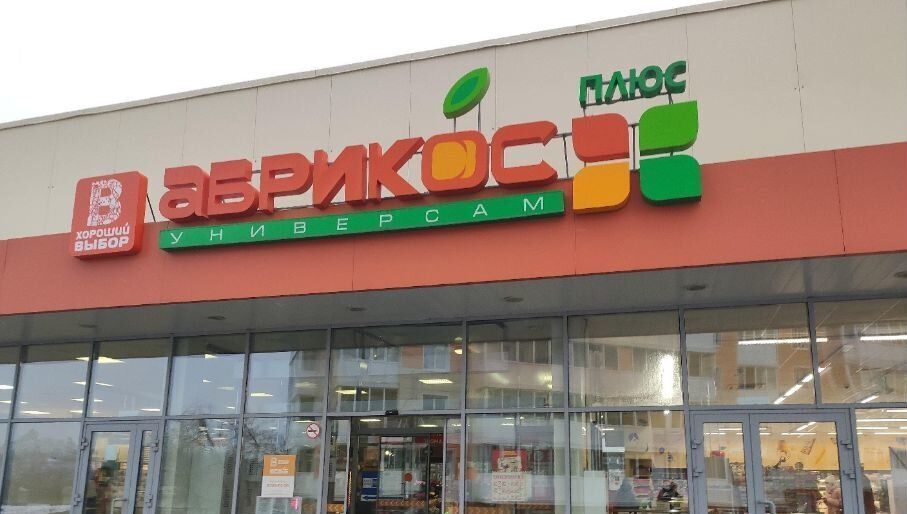 ПЛЮС
аБРИКОС
УНИВЕРСАМ
В
ХОРОШИЙ
ВЫБОР